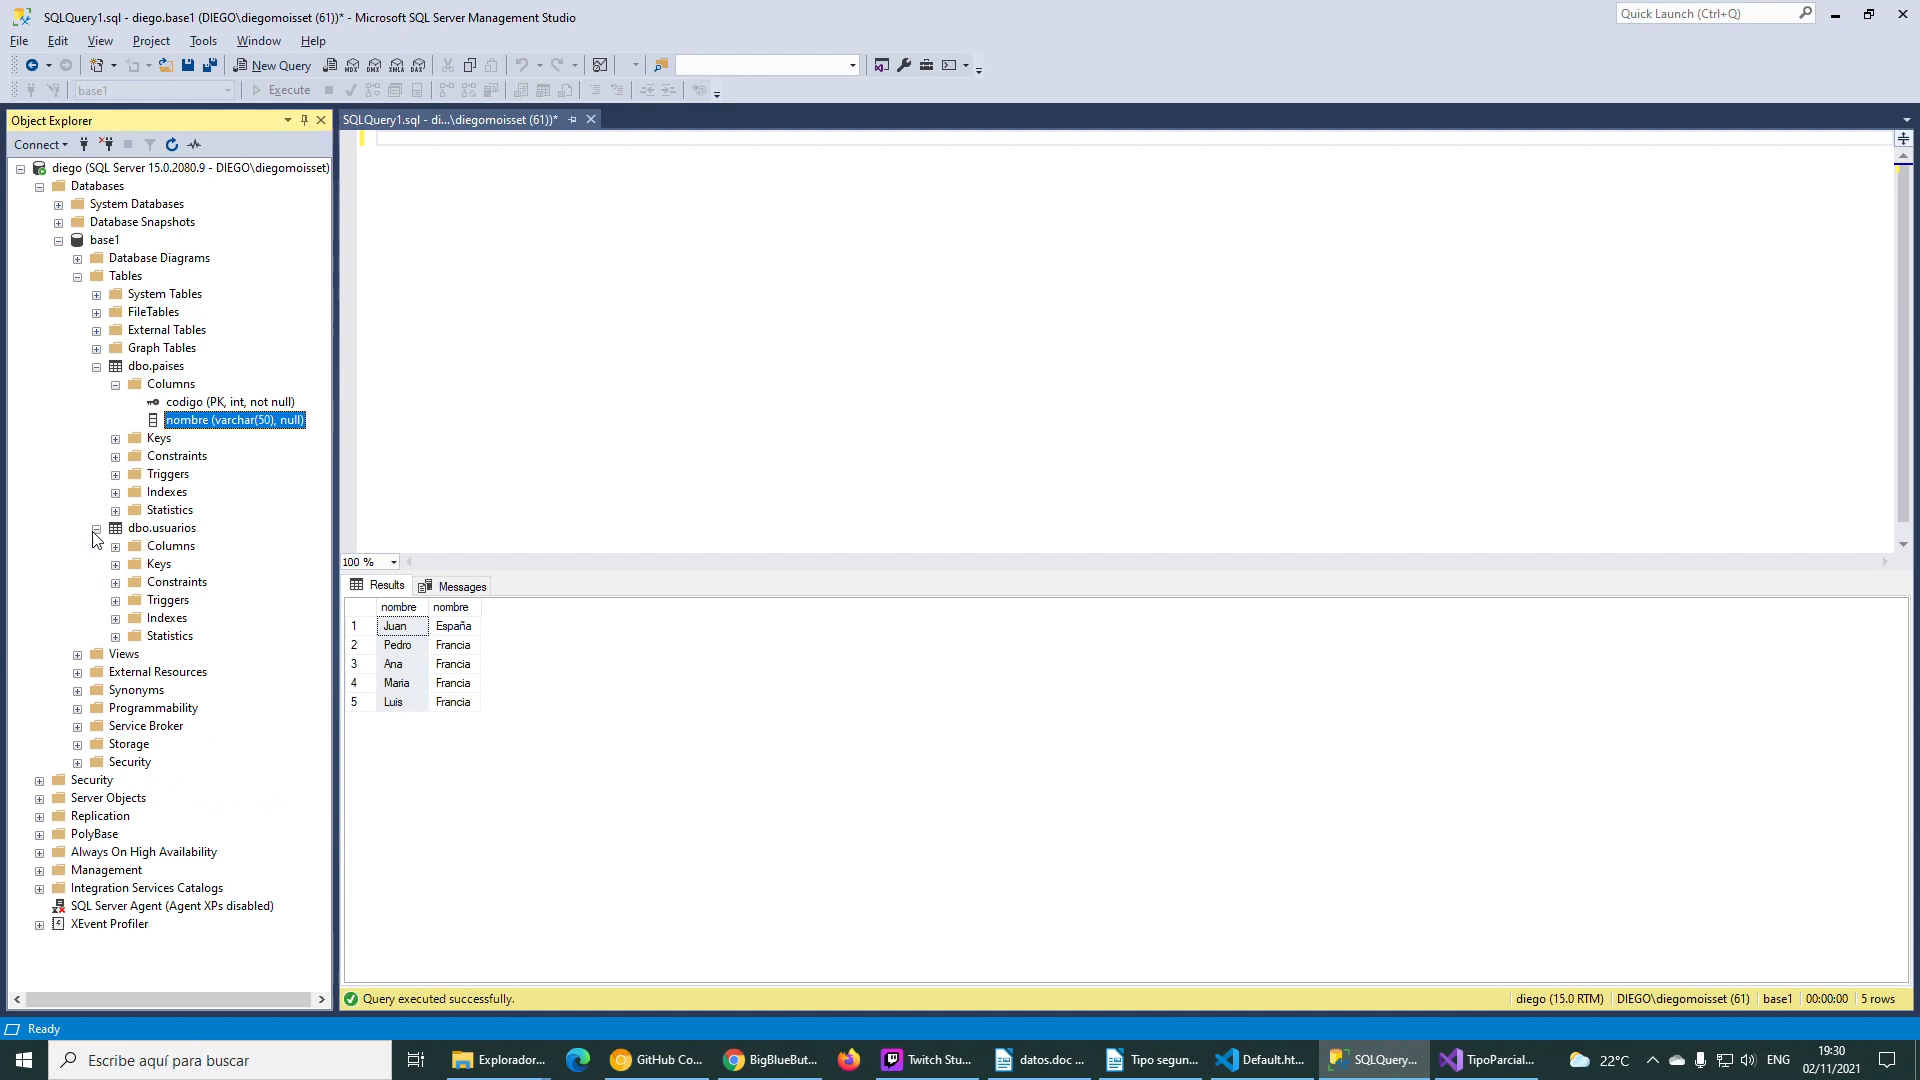 SQLQuery1.sql - diego.base1 (DIEGO\diegomoisset (61))* - Microsoft SQL Server Management Studio
Quick Launch (Ctrl+Q)
File Edit View Project Tools Window Help
New Query
MDX DMX XMLA DAX
base1 Execute
Object Explorer
SQLQuery1.sql - di...\diegomoisset (61))*
Connect
diego (SQL Server 15.0.2080.9 - DIEGO\diegomoisset)
Databases
System Databases
Database Snapshots
base1
Database Diagrams
Tables
System Tables
FileTables
External Tables
Graph Tables
dbo.paises
Columns
codigo (PK, int, not null)
nombre (varchar(50), null)
Keys
Constraints
Triggers
Indexes
Statistics
dbo.usuarios
Columns
Keys
Constraints
Triggers
Indexes
Statistics
Views
External Resources
Synonyms
Programmability
Service Broker
Storage
Security
Security
Server Objects
Replication
PolyBase
Always On High Availability
Management
Integration Services Catalogs
SQL Server Agent (Agent XPs disabled)
XEvent Profiler
100 %
Results Messages
nombre nombre
1 Juan España
2 Pedro Francia
3 Ana Francia
4 Maria Francia
5 Luis Francia
Query executed successfully.
diego (15.0 RTM) DIEGO\diegomoisset (61) base1 00:00:00 5 rows
Ready
Escribe aquí para buscar
Explorador...
GitHub Co...
BigBlueBut...
Twitch Stu...
datos.doc ...
Tipo segun...
Default.ht...
SQLQuery...
TipoParcial...
22°C
ENG
19:30
02/11/2021